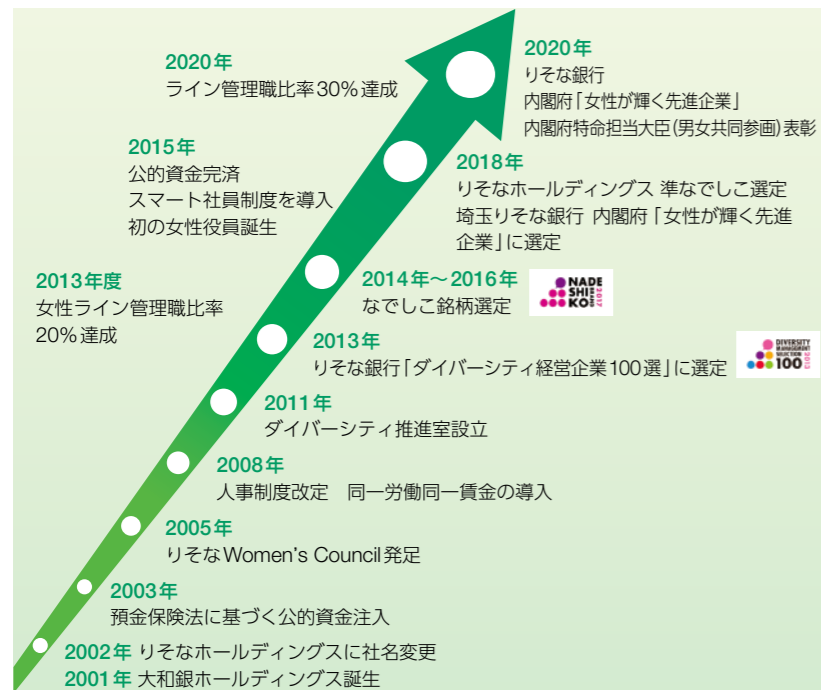 2020年
ライン管理職比率30%達成
2020年
りそな銀行
内閣府「女性が輝く先進企業」
内閣府特命担当大臣(男女共同参画)表彰
2015年
公的資金完済
スマート社員制度を導入
初の女性役員誕生
2018年
りそなホールディングス 準なでしこ選定
埼玉りそな銀行 内閣府「女性が輝く先進
企業」に選定
2013年度
女性ライン管理職比率
20%達成
2014年～2016年
なでしこ銘柄選定
NADE
SHI
KO
2017
2013年
りそな銀行「ダイバーシティ経営企業100選」に選定
DIVERSITY
MANAGEMENT
SELECTION
100
2013
2011年
ダイバーシティ推進室設立
2008年
人事制度改定　同一労働同一賃金の導入
2005年
りそなWomen's Council発足
2003年
預金保険法に基づく公的資金注入
2002年 りそなホールディングスに社名変更
2001年 大和銀ホールディングス誕生